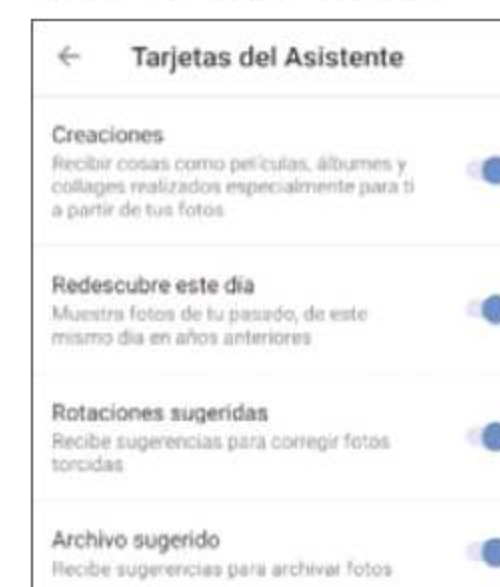 Tarjetas del Asistente
Creaciones
Recibir cosas como películas, álbumes y
collages realizados especialmente para ti
a partir de tus fotos
Redescubre este día
Muestra fotos de tu pasado, de este
mismo día en años anteriores
Rotaciones sugeridas
Recibe sugerencias para corregir fotos
torcidas
Archivo sugerido
Recibe sugerencias para archivar fotos